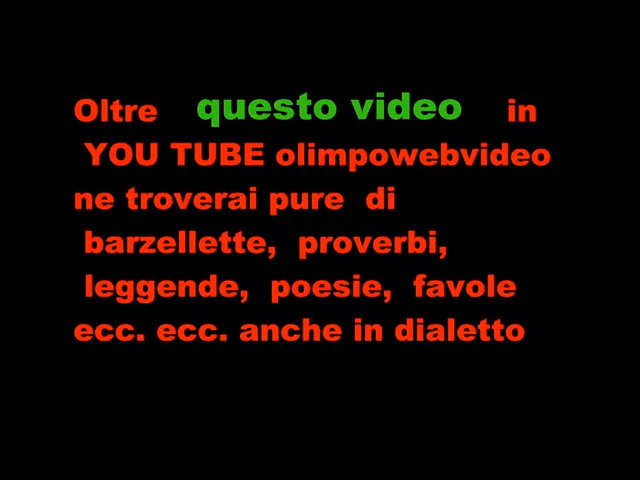 Oltre questo video in
YOU TUBE olimpowebvideo
ne troverai pure di
barzellette, proverbi,
leggende, poesie, favole
ecc. ecc. anche in dialetto